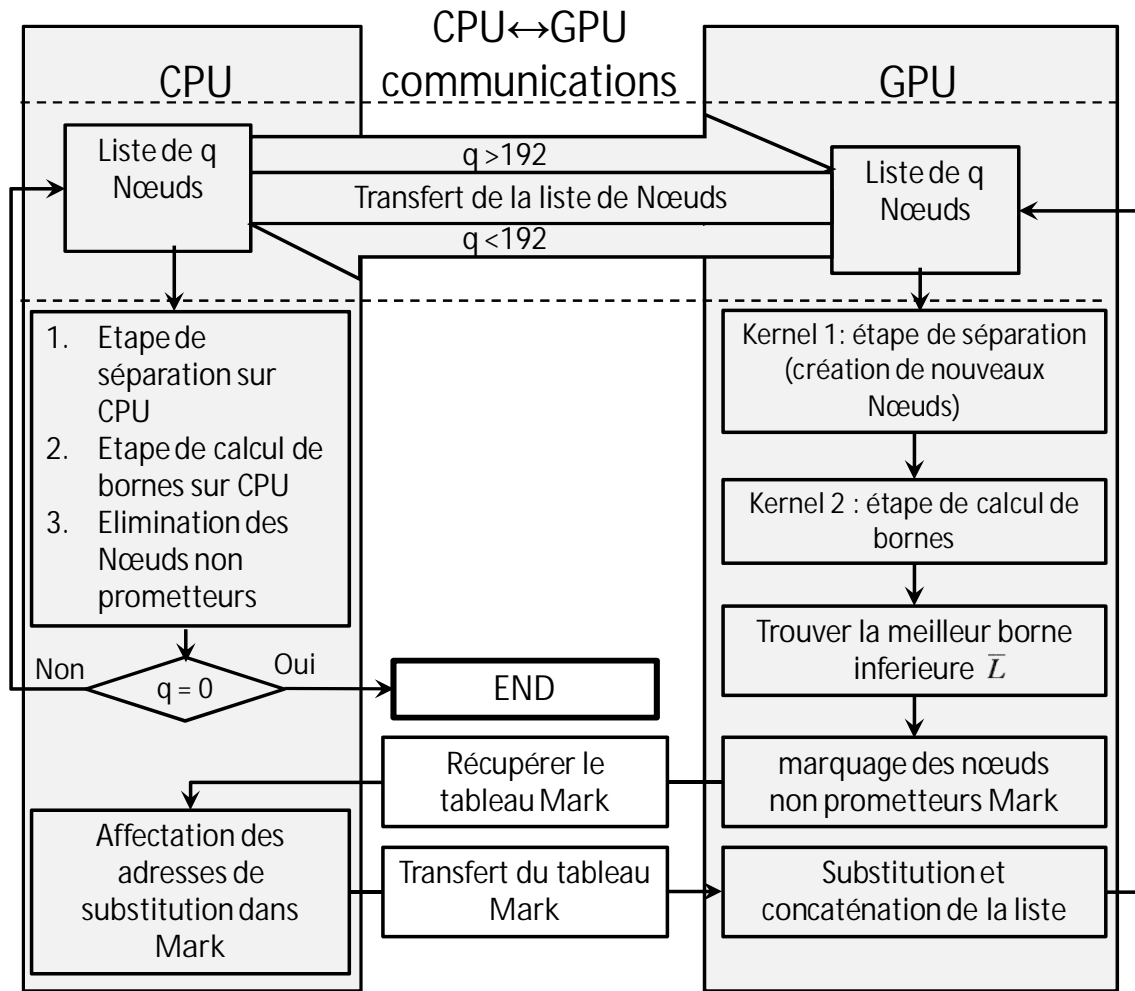 CPU↔GPU
communications
CPU
GPU
Liste de q
Nœuds
q >192
Transfert de la liste de Nœuds
q <192
Liste de q
Nœuds
1. Etape de
séparation sur
CPU
2. Etape de calcul de
bornes sur CPU
3. Elimination des
Nœuds non
prometteurs
Non
q = 0
Oui
END
Kernel 1: étape de séparation
(création de nouveaux
Nœuds)
Kernel 2 : étape de calcul de
bornes
Trouver la meilleur borne
inferieure L̅
marquage des nœuds
non prometteurs Mark
Récupérer le
tableau Mark
Affectation des
adresses de
substitution dans
Mark
Transfert du tableau
Mark
Substitution et
concaténation de la liste